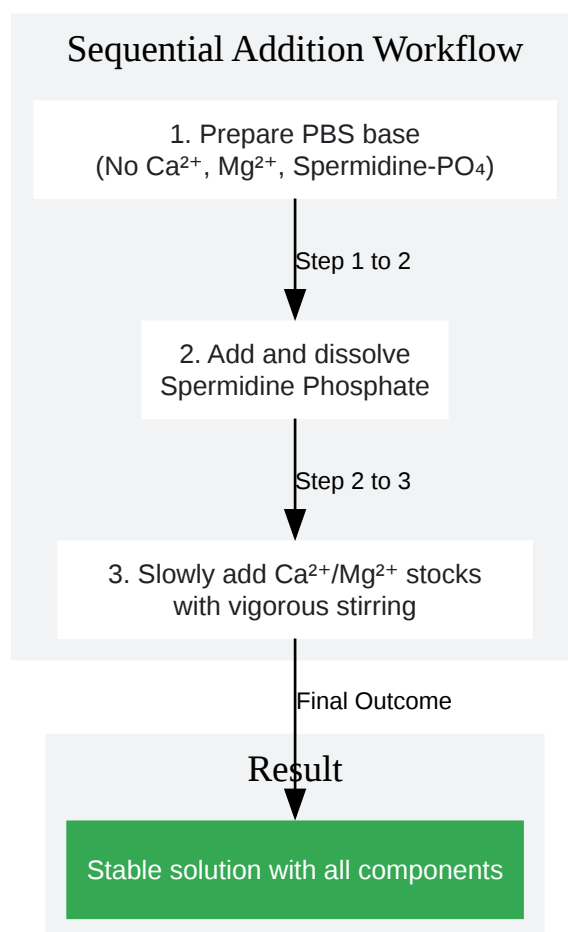 Sequential Addition Workflow
1. Prepare PBS base
(No Ca²⁺, Mg²⁺, Spermidine-PO₄)
Step 1 to 2
2. Add and dissolve
Spermidine Phosphate
Step 2 to 3
3. Slowly add Ca²⁺/Mg²⁺ stocks
with vigorous stirring
Final Outcome
Result
Stable solution with all components